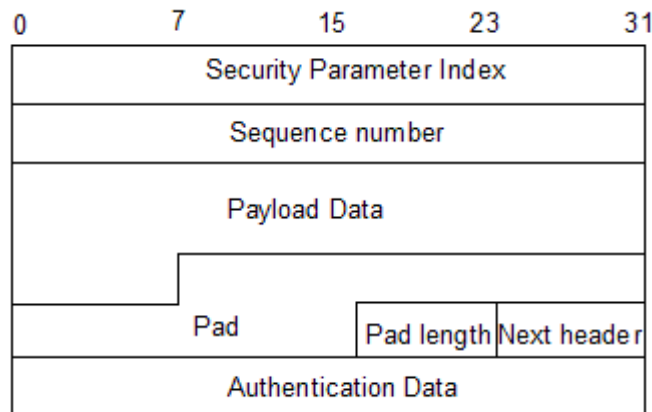 0 7 15 23 31
Security Parameter Index
Sequence number
Payload Data
Pad Pad length Next header
Authentication Data